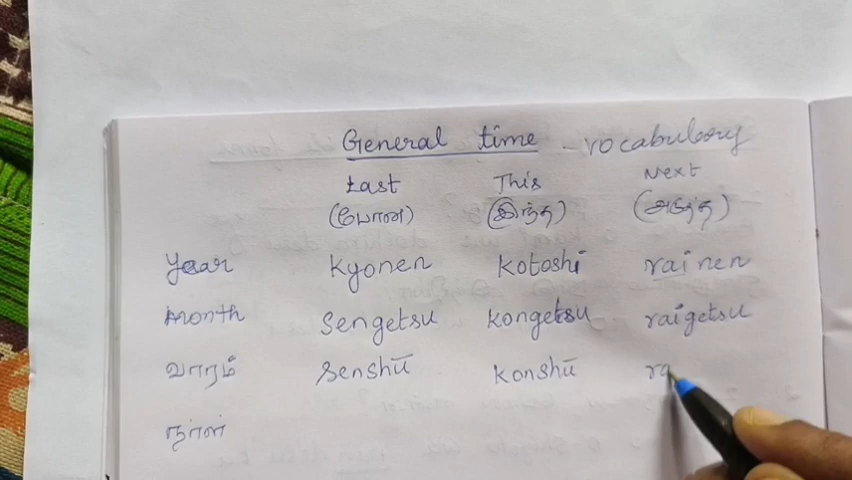 General time - vocabulary
Last This Next
(போன) (இந்த) (அடுத்த)
Year Kyonen Kotoshi rainen
Month Sengetsu Kongetsu raigetsu
வாரம் Senshū Konshū ra
நாள்